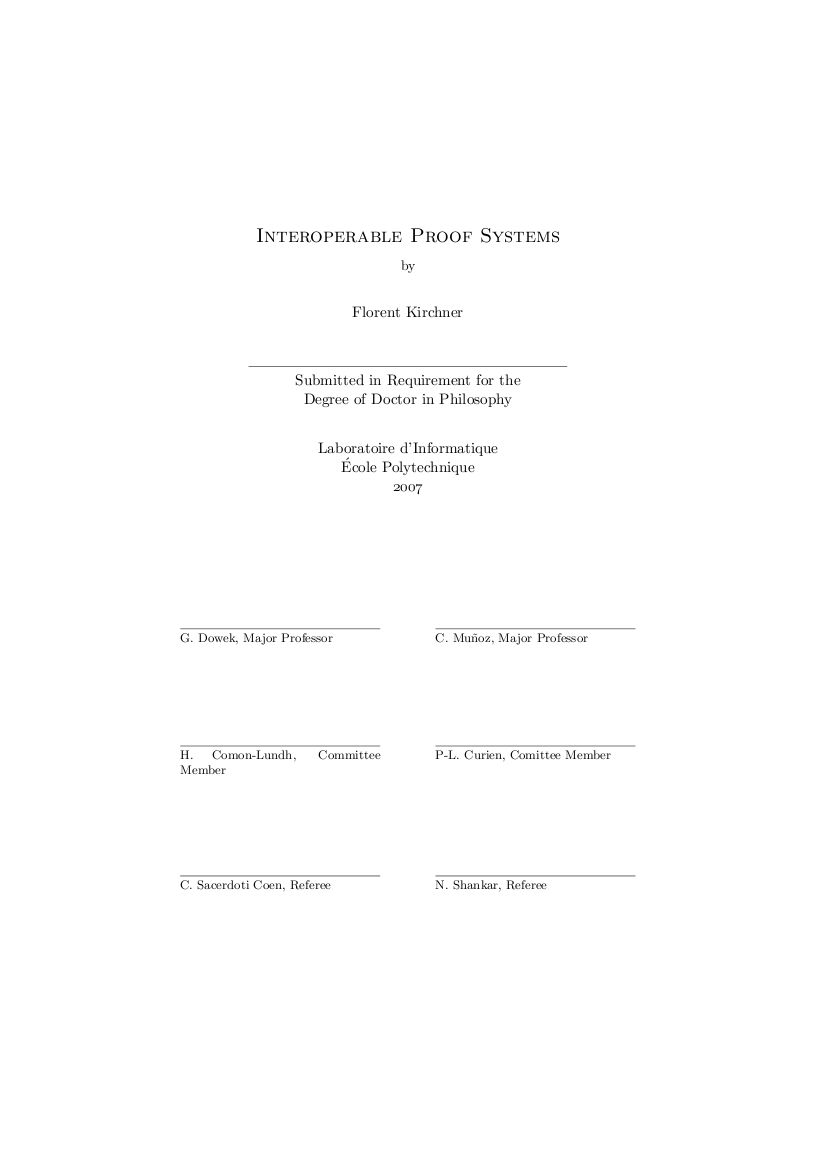 Interoperable Proof Systems
by
Florent Kirchner
Submitted in Requirement for the
Degree of Doctor in Philosophy
Laboratoire d'Informatique
École Polytechnique
2007
G. Dowek, Major Professor
C. Muñoz, Major Professor
H. Comon-Lundh, Committee
Member
P-L. Curien, Comittee Member
C. Sacerdoti Coen, Referee
N. Shankar, Referee